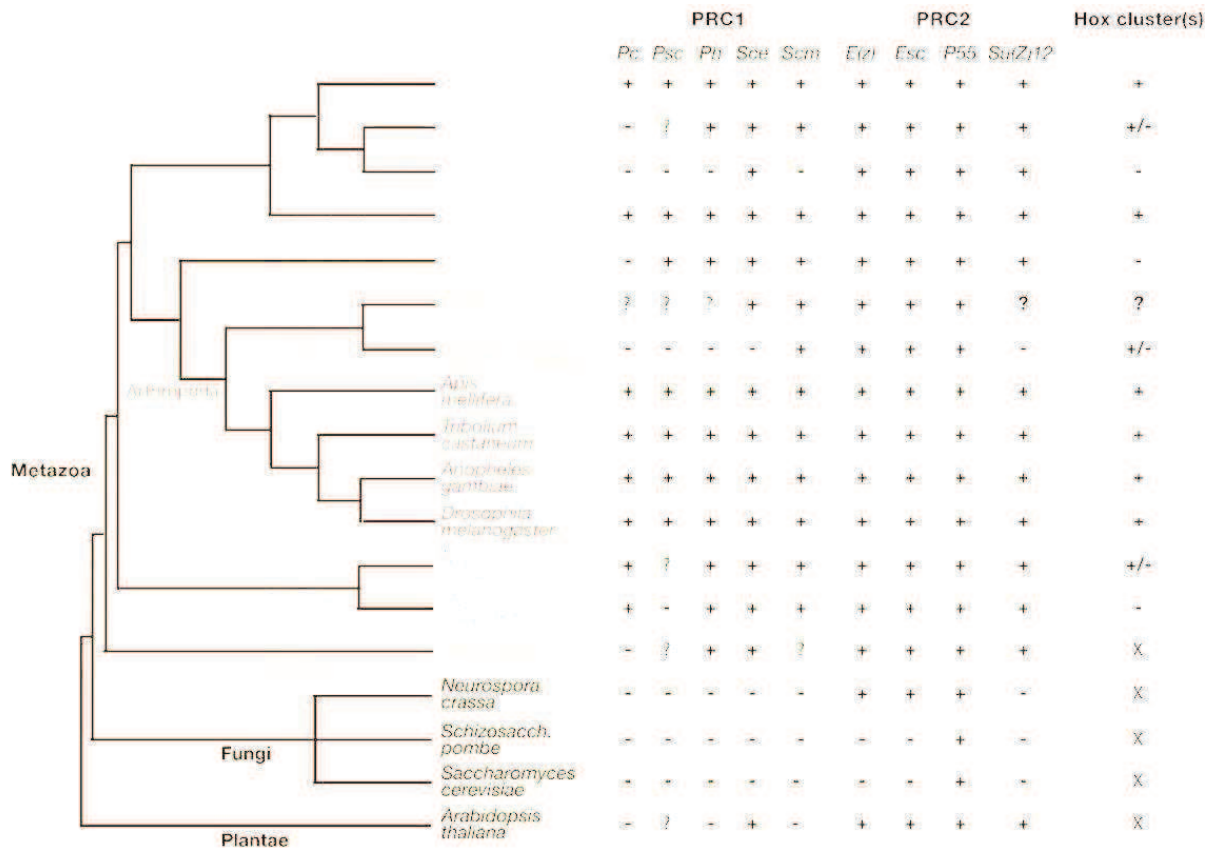 PRC1 PRC2 Hox cluster(s)
Pc Psc Ph Sce Scm E(z) Esc P55 Su(Z)12
+ + + + + + + + + +
- ? + + + + + + + +/-
- - - + - + + + + -
+ + + + + + + + + +
- + + + + + + + + -
? ? ? + + + + + ? ?
- - - - + + + + - +/-
Arthropoda
Apis
mellifera
+ + + + + + + + + +
Tribolium
castaneum
+ + + + + + + + + +
Metazoa
Anopheles
gambiae
+ + + + + + + + + +
Drosophila
melanogaster
+ + + + + + + + + +
+ ? + + + + + + + +/-
+ - + + + + + + + -
- ? + + ? + + + + X
Neurospora
crassa
- - - - - + + + - X
Fungi
Schizosacch.
pombe
- - - - - - - + - X
Saccharomyces
cerevisiae
- - - - - - - + - X
Plantae
Arabidopsis
thaliana
- ? - + - + + + + X